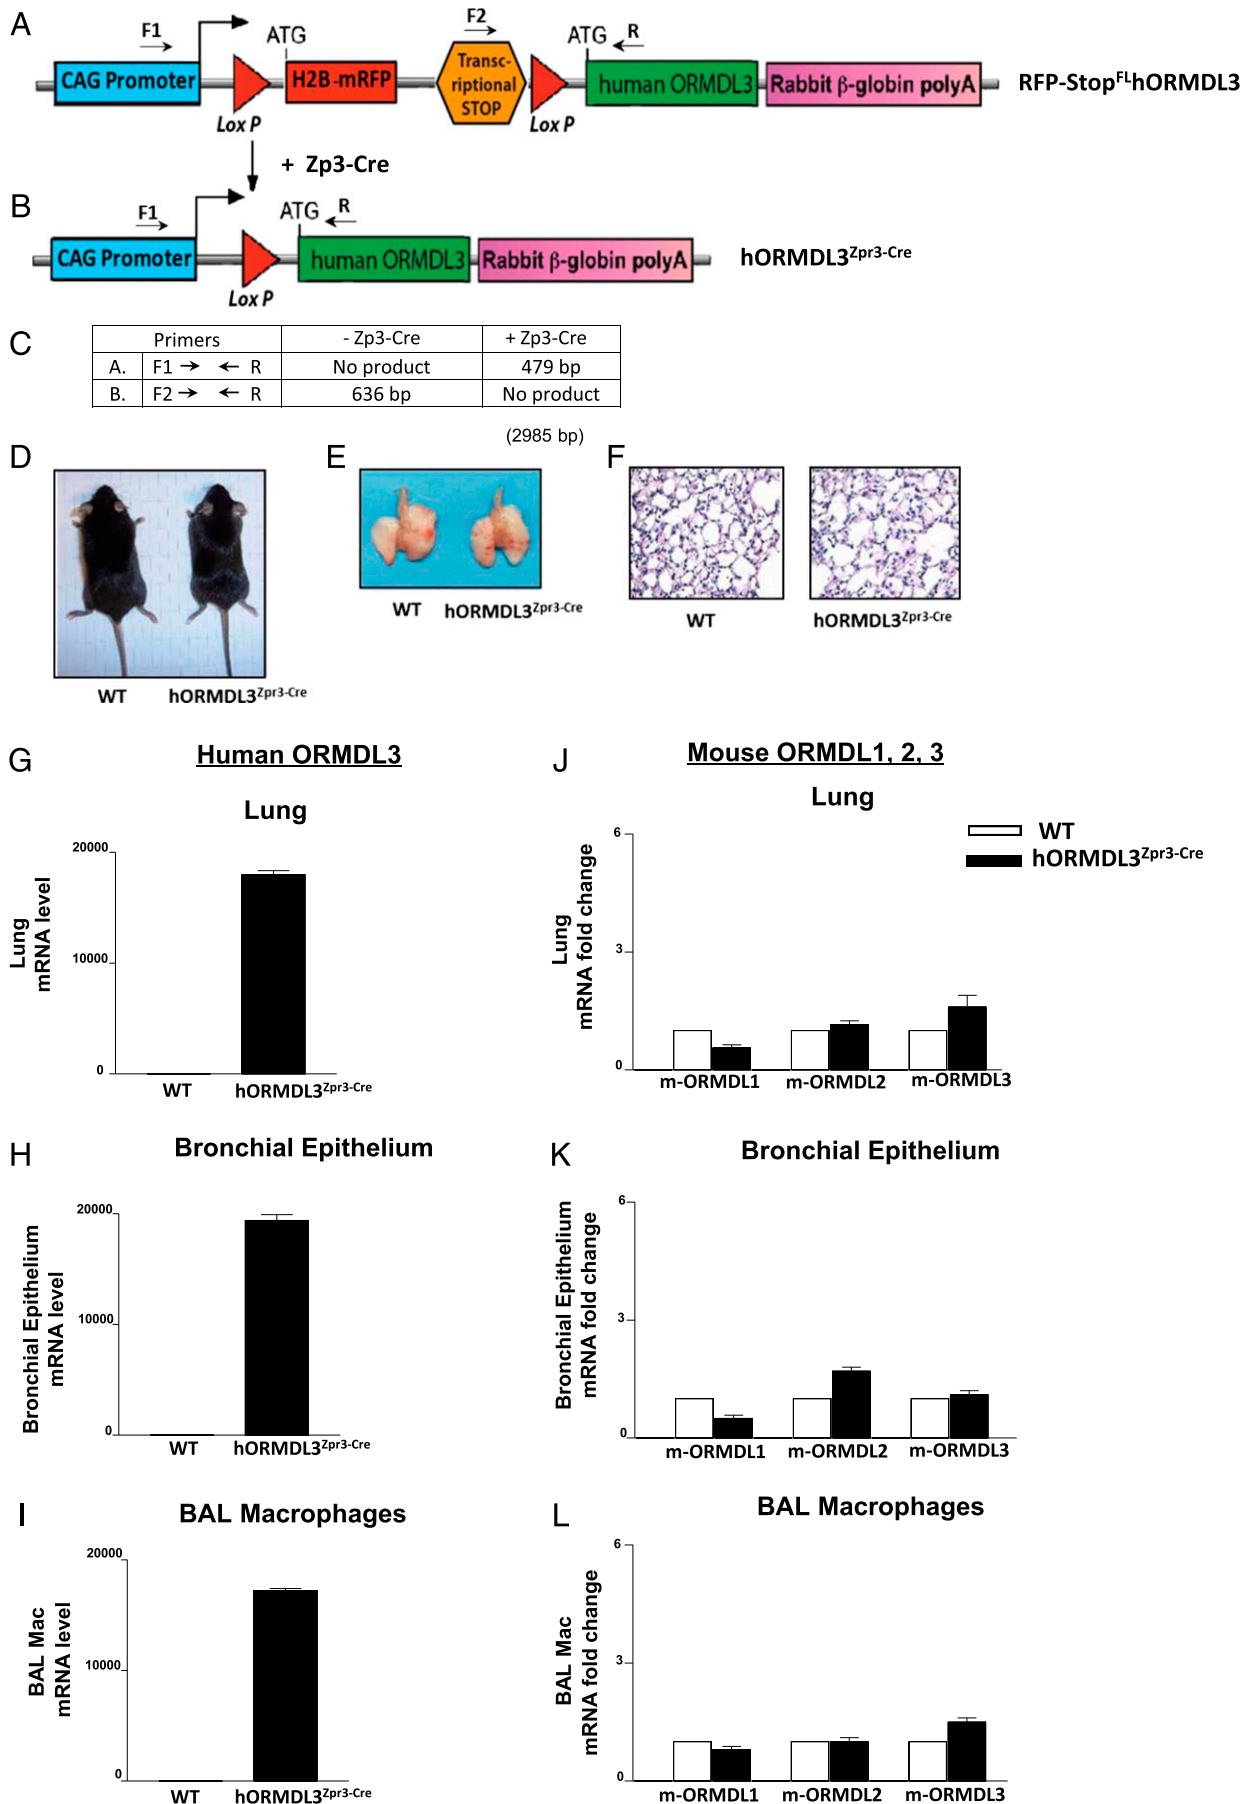 A
F1
F2
ATG
ATG
R
CAG Promoter
H2B-mRFP
Transc-
riptional
STOP
human ORMDL3
Rabbit β-globin polyA
RFP-StopFLhORMDL3
Lox P
Lox P
+ Zp3-Cre
B
F1
ATG
R
CAG Promoter
human ORMDL3
Rabbit β-globin polyA
hORMDL3Zpr3-Cre
Lox P
C
Primers - Zp3-Cre + Zp3-Cre
A. F1 → ← R No product 479 bp
B. F2 → ← R 636 bp No product
(2985 bp)
D
WT hORMDL3Zpr3-Cre
E
WT hORMDL3Zpr3-Cre
F
WT hORMDL3Zpr3-Cre
G
Human ORMDL3
Lung
Lung
mRNA level
20000
10000
0
WT hORMDL3Zpr3-Cre
J
Mouse ORMDL1, 2, 3
Lung
WT
hORMDL3Zpr3-Cre
Lung
mRNA fold change
6
3
0
m-ORMDL1 m-ORMDL2 m-ORMDL3
H
Bronchial Epithelium
Bronchial Epithelium
mRNA level
20000
10000
0
WT hORMDL3Zpr3-Cre
K
Bronchial Epithelium
Bronchial Epithelium
mRNA fold change
6
3
0
m-ORMDL1 m-ORMDL2 m-ORMDL3
I
BAL Macrophages
BAL Mac
mRNA level
20000
10000
0
WT hORMDL3Zpr3-Cre
L
BAL Macrophages
BAL Mac
mRNA fold change
6
3
0
m-ORMDL1 m-ORMDL2 m-ORMDL3